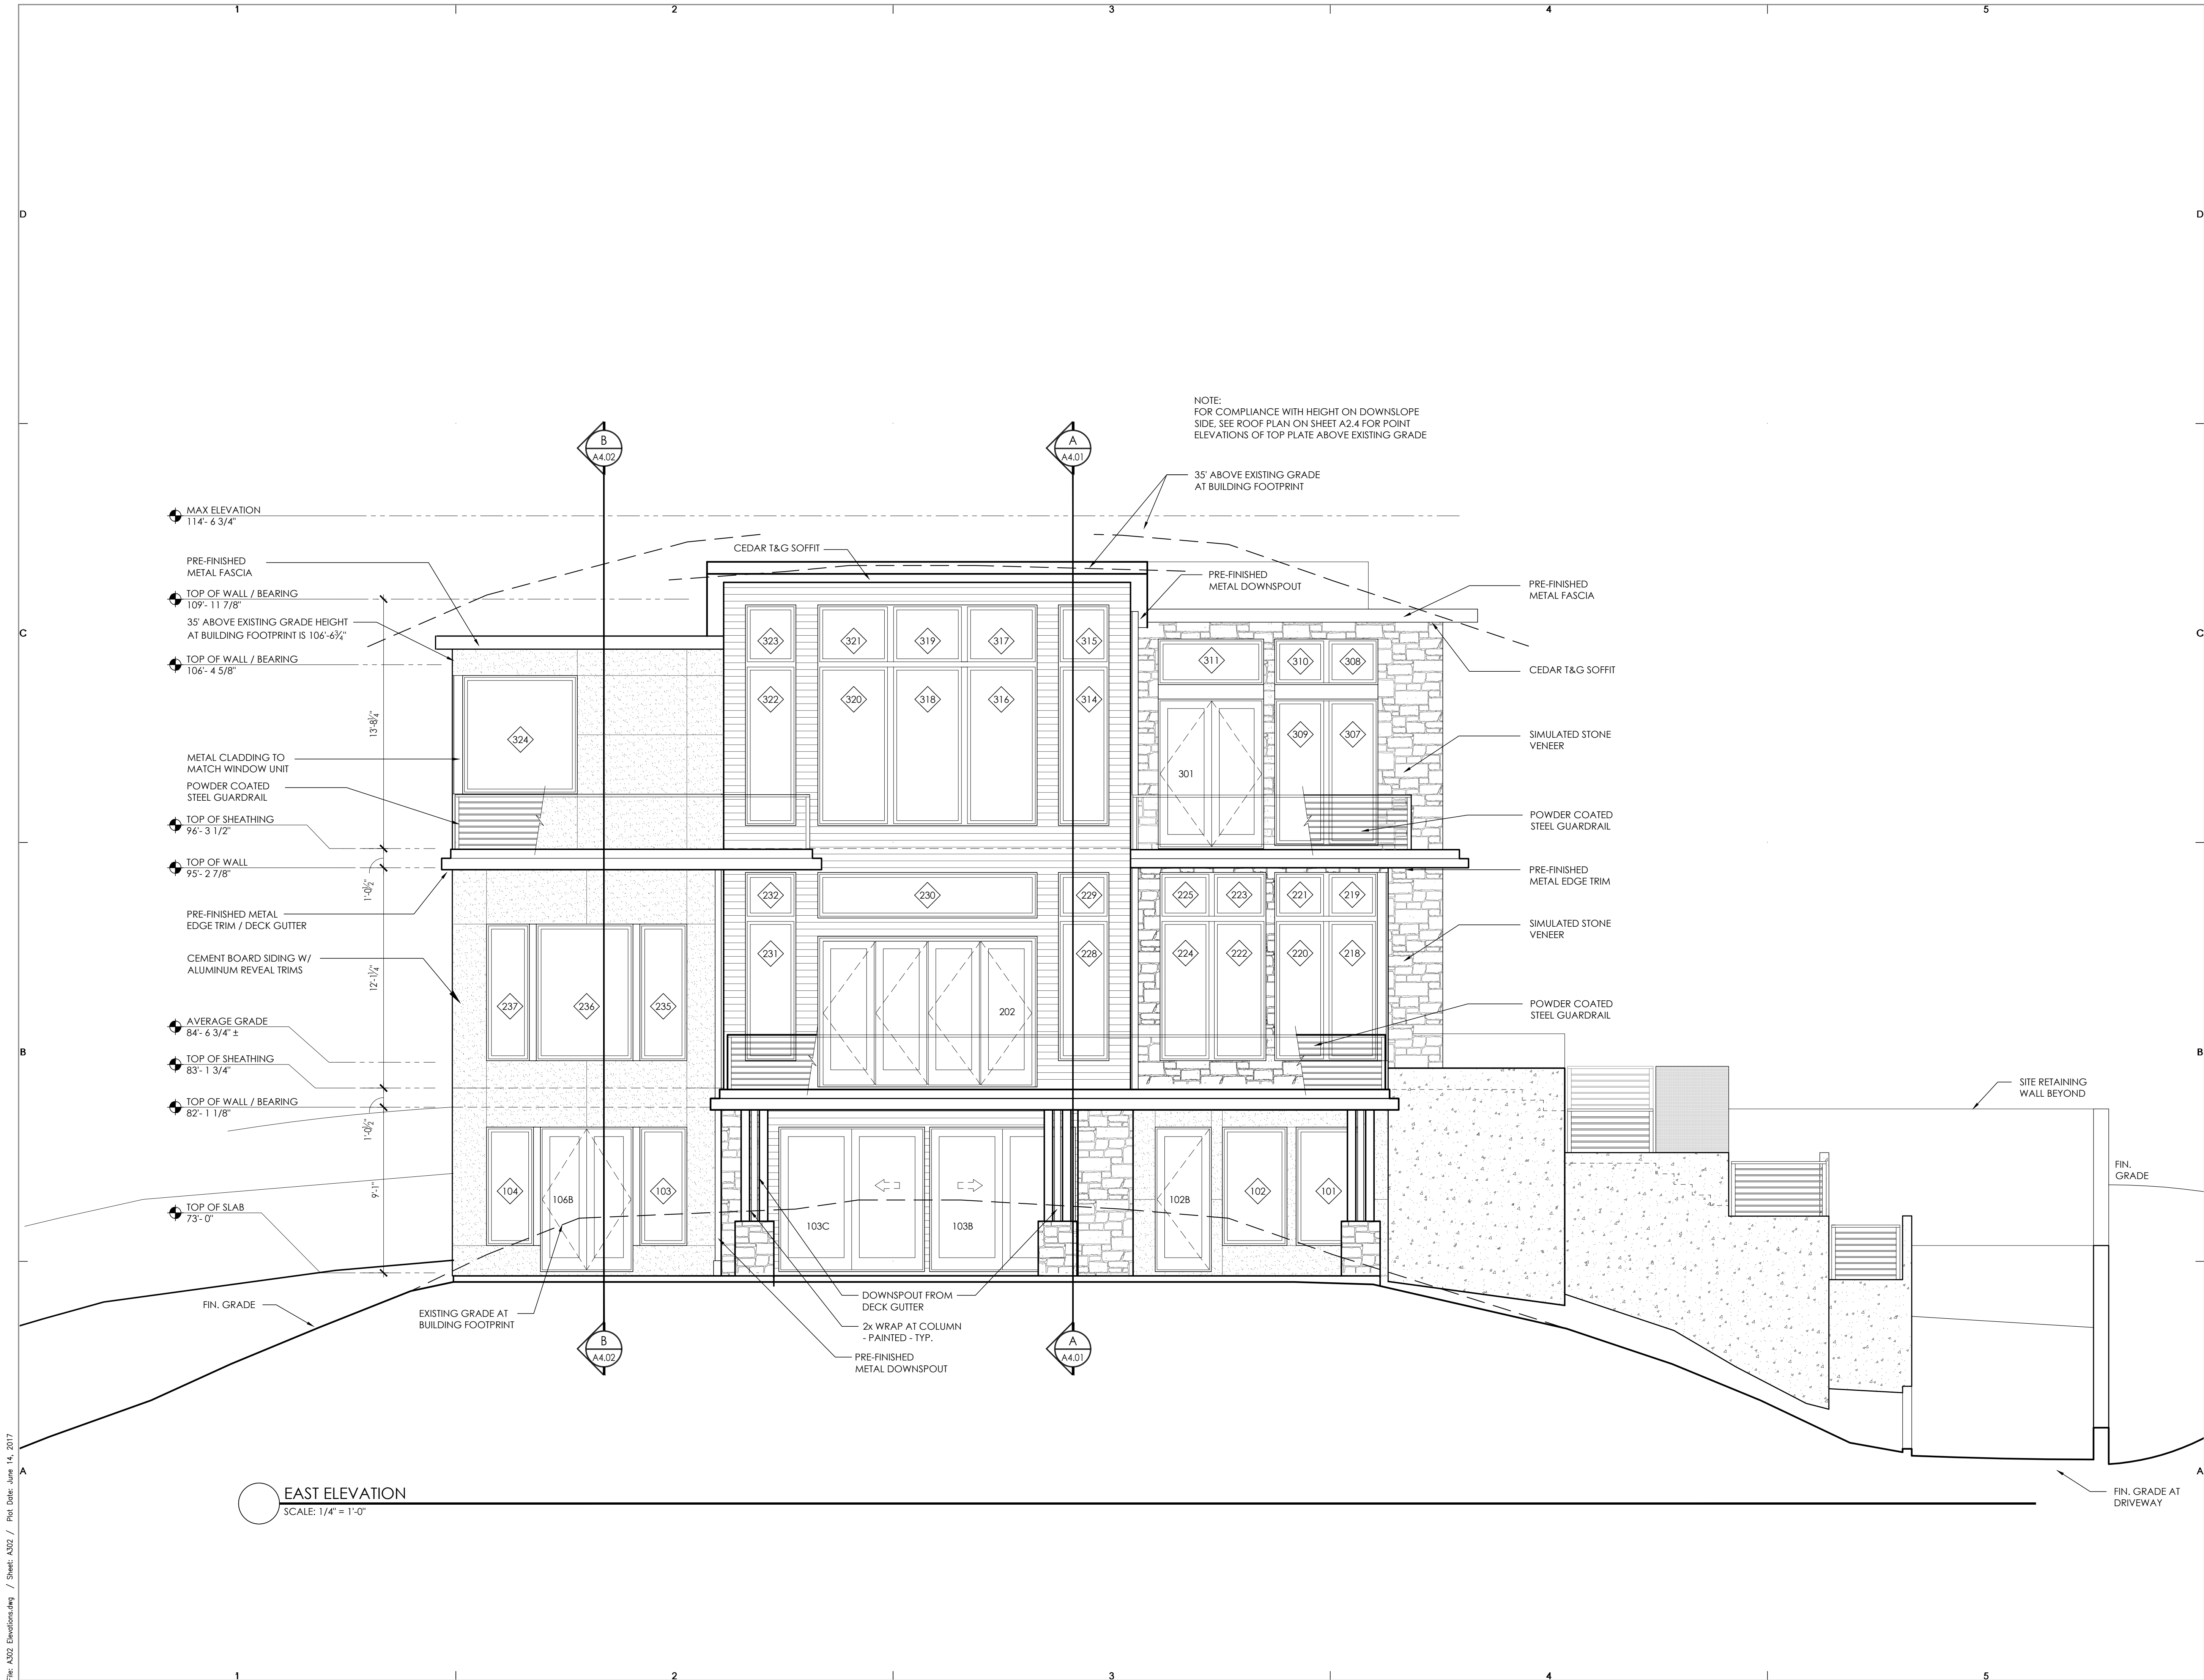 1 2 3 4 5
D D
C C
B B
A A
NOTE:
FOR COMPLIANCE WITH HEIGHT ON DOWNSLOPE
SIDE, SEE ROOF PLAN ON SHEET A2.4 FOR POINT
ELEVATIONS OF TOP PLATE ABOVE EXISTING GRADE
B
A4.02
A
A4.01
35' ABOVE EXISTING GRADE
AT BUILDING FOOTPRINT
MAX ELEVATION
114'- 6 3/4"
CEDAR T&G SOFFIT
PRE-FINISHED
METAL FASCIA
PRE-FINISHED
METAL DOWNSPOUT
PRE-FINISHED
METAL FASCIA
TOP OF WALL / BEARING
109'- 11 7/8"
35' ABOVE EXISTING GRADE HEIGHT
AT BUILDING FOOTPRINT IS 106'-6¾"
TOP OF WALL / BEARING
106'- 4 5/8"
CEDAR T&G SOFFIT
323 321 319 317 315
311 310 308
322 320 318 316 314
324
309 307
301
13'-8¼"
SIMULATED STONE
VENEER
METAL CLADDING TO
MATCH WINDOW UNIT
POWDER COATED
STEEL GUARDRAIL
TOP OF SHEATHING
96'- 3 1/2"
POWDER COATED
STEEL GUARDRAIL
TOP OF WALL
95'- 2 7/8"
1'-0½"
PRE-FINISHED
METAL EDGE TRIM
232 230 229 225 223 221 219
PRE-FINISHED METAL
EDGE TRIM / DECK GUTTER
SIMULATED STONE
VENEER
CEMENT BOARD SIDING W/
ALUMINUM REVEAL TRIMS
231 228 224 222 220 218
12'-1¼"
237 236 235
202
POWDER COATED
STEEL GUARDRAIL
AVERAGE GRADE
84'- 6 3/4" ±
TOP OF SHEATHING
83'- 1 3/4"
TOP OF WALL / BEARING
82'- 1 1/8"
1'-0½"
SITE RETAINING
WALL BEYOND
FIN.
GRADE
9'-1"
104 106B 103
103C 103B
102B 102 101
TOP OF SLAB
73'- 0"
FIN. GRADE
EXISTING GRADE AT
BUILDING FOOTPRINT
DOWNSPOUT FROM
DECK GUTTER
2x WRAP AT COLUMN
- PAINTED - TYP.
PRE-FINISHED
METAL DOWNSPOUT
B
A4.02
A
A4.01
EAST ELEVATION
SCALE: 1/4" = 1'-0"
FIN. GRADE AT
DRIVEWAY
File: A302 Elevations.dwg / Sheet: A302 / Plot Date: June 14, 2017
1 2 3 4 5